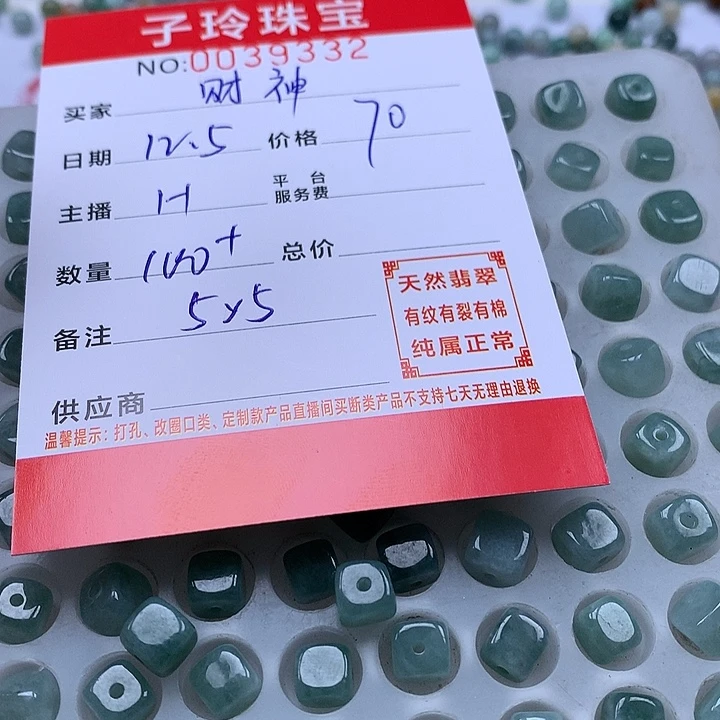 子玲珠宝
NO:0039332
买家 财神
日期 12.5 价格 70
主播 H 平台服务费
数量 100+ 总价
备注 5x5
天然翡翠
有纹有裂有棉
纯属正常
供应商
温馨提示：打孔、改圈口类、定制款产品直播间买断类产品不支持七天无理由退换